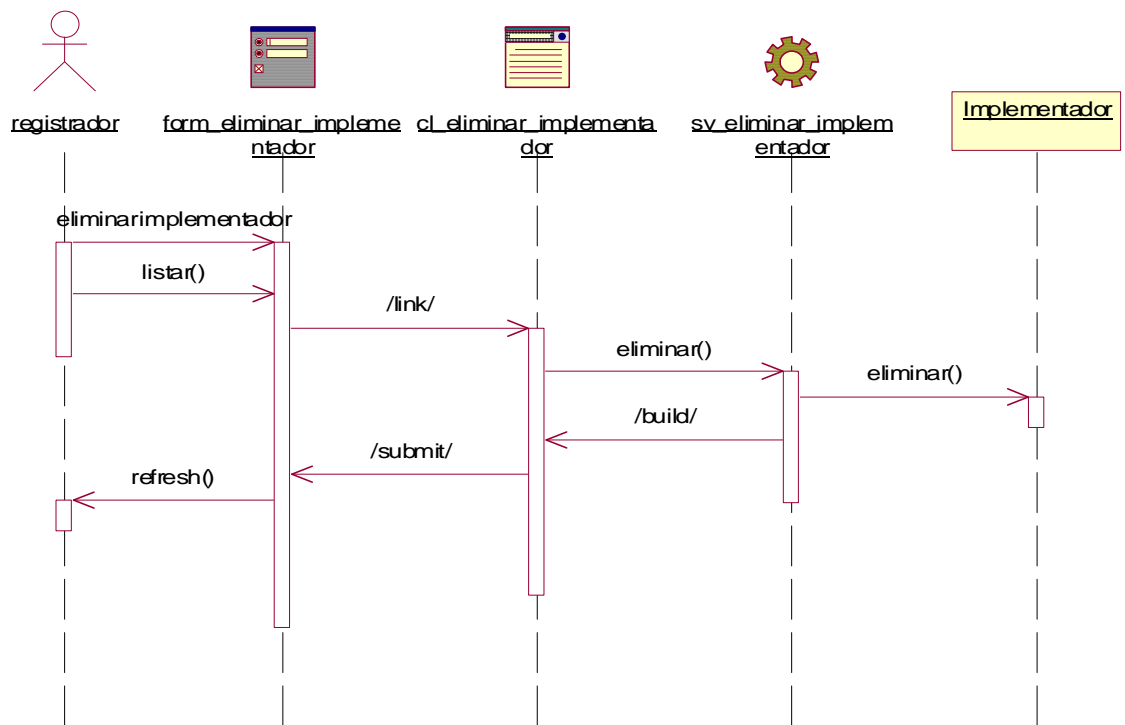 registrador
form_eliminar_impleme
ntador
cl_eliminar_implementa
dor
sv_eliminar_implem
entador
Implementador
eliminarimplementador
listar()
/link/
eliminar()
eliminar()
/build/
/submit/
refresh()